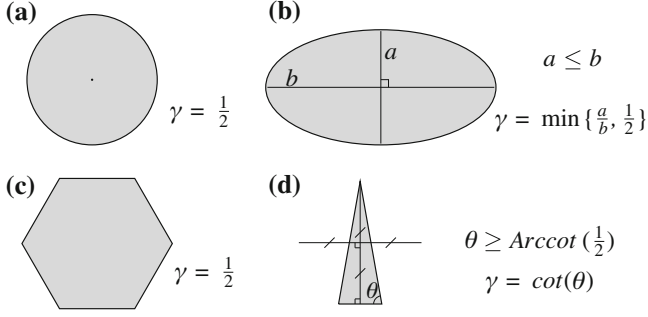 (a)
γ = 1/2
(b)
a
b
a ≤ b
γ = min{a/b, 1/2}
(c)
γ = 1/2
(d)
θ
θ ≥ Arccot(1/2)
γ = cot(θ)